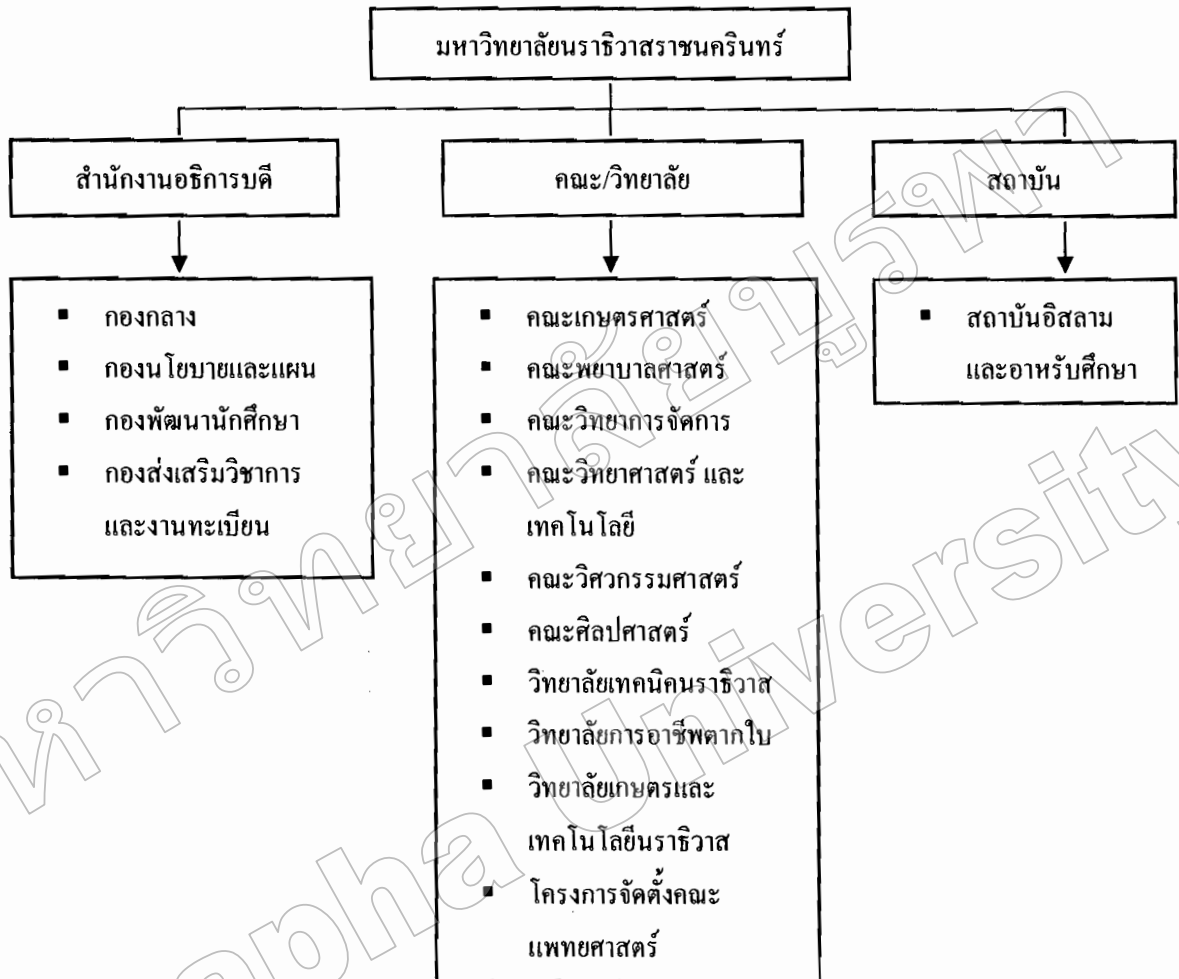 มหาวิทยาลัยนราธิวาสราชนครินทร์
สำนักงานอธิการบดี
คณะ/วิทยาลัย
สถาบัน
▪ กองกลาง
▪ กองนโยบายและแผน
▪ กองพัฒนานักศึกษา
▪ กองส่งเสริมวิชาการ
และงานทะเบียน
▪ คณะเกษตรศาสตร์
▪ คณะพยาบาลศาสตร์
▪ คณะวิทยาการจัดการ
▪ คณะวิทยาศาสตร์ และ
เทคโนโลยี
▪ คณะวิศวกรรมศาสตร์
▪ คณะศิลปศาสตร์
▪ วิทยาลัยเทคนิคนราธิวาส
▪ วิทยาลัยการอาชีพตากใบ
▪ วิทยาลัยเกษตรและ
เทคโนโลยีนราธิวาส
▪ โครงการจัดตั้งคณะ
แพทยศาสตร์
▪ สถาบันอิสลาม
และอาหรับศึกษา
หาวิทยาลัยบูรพา
apha University